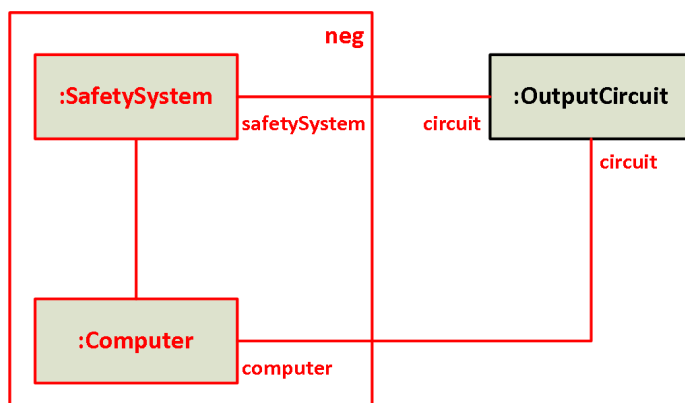 neg
:SafetySystem
:OutputCircuit
safetySystem
circuit
circuit
:Computer
computer